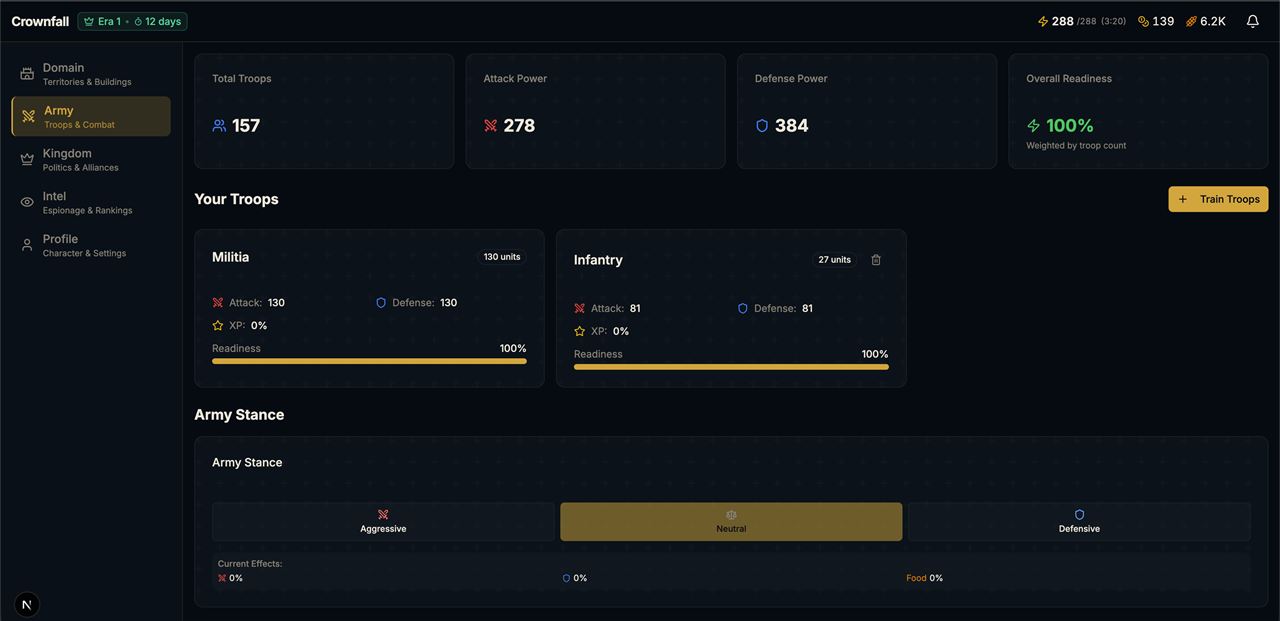 Crownfall Era 1 • 12 days 288 /288 (3:20) 139 6.2K
Domain
Territories & Buildings
Army
Troops & Combat
Kingdom
Politics & Alliances
Intel
Espionage & Rankings
Profile
Character & Settings
Total Troops
157
Attack Power
278
Defense Power
384
Overall Readiness
100%
Weighted by troop count
Your Troops
+ Train Troops
Militia 130 units
Attack: 130 Defense: 130
XP: 0%
Readiness 100%
Infantry 27 units
Attack: 81 Defense: 81
XP: 0%
Readiness 100%
Army Stance
Army Stance
Aggressive
Neutral
Defensive
Current Effects:
0% 0% Food 0%
N